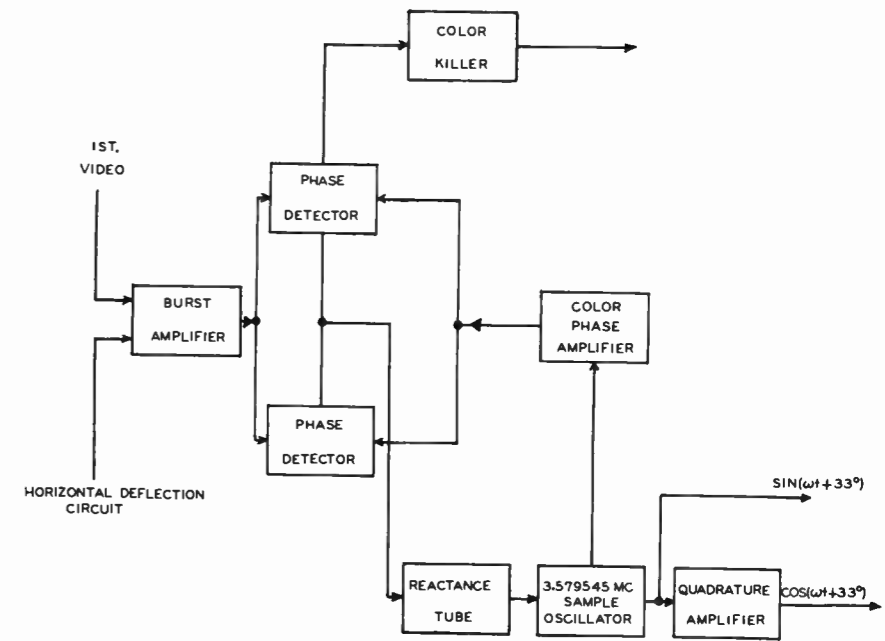 COLOR
KILLER
1ST.
VIDEO
PHASE
DETECTOR
BURST
AMPLIFIER
COLOR
PHASE
AMPLIFIER
PHASE
DETECTOR
HORIZONTAL DEFLECTION
CIRCUIT
SIN(ωt+33°)
REACTANCE
TUBE
3.579545 MC
SAMPLE
OSCILLATOR
QUADRATURE
AMPLIFIER
COS(ωt+33°)